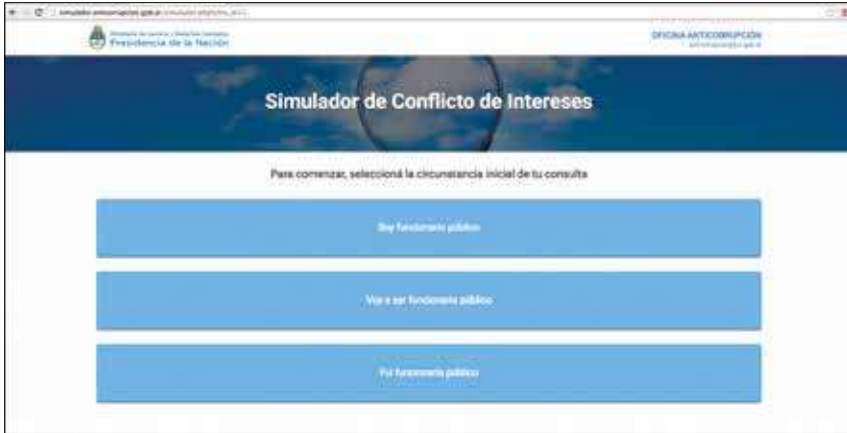 Presidencia de la Nación
OFICINA ANTICORRUPCIÓN
Simulador de Conflicto de Intereses
Para comenzar, seleccioná la circunstancia inicial de tu consulta
Soy funcionario público
Voy a ser funcionario público
Fui funcionario público